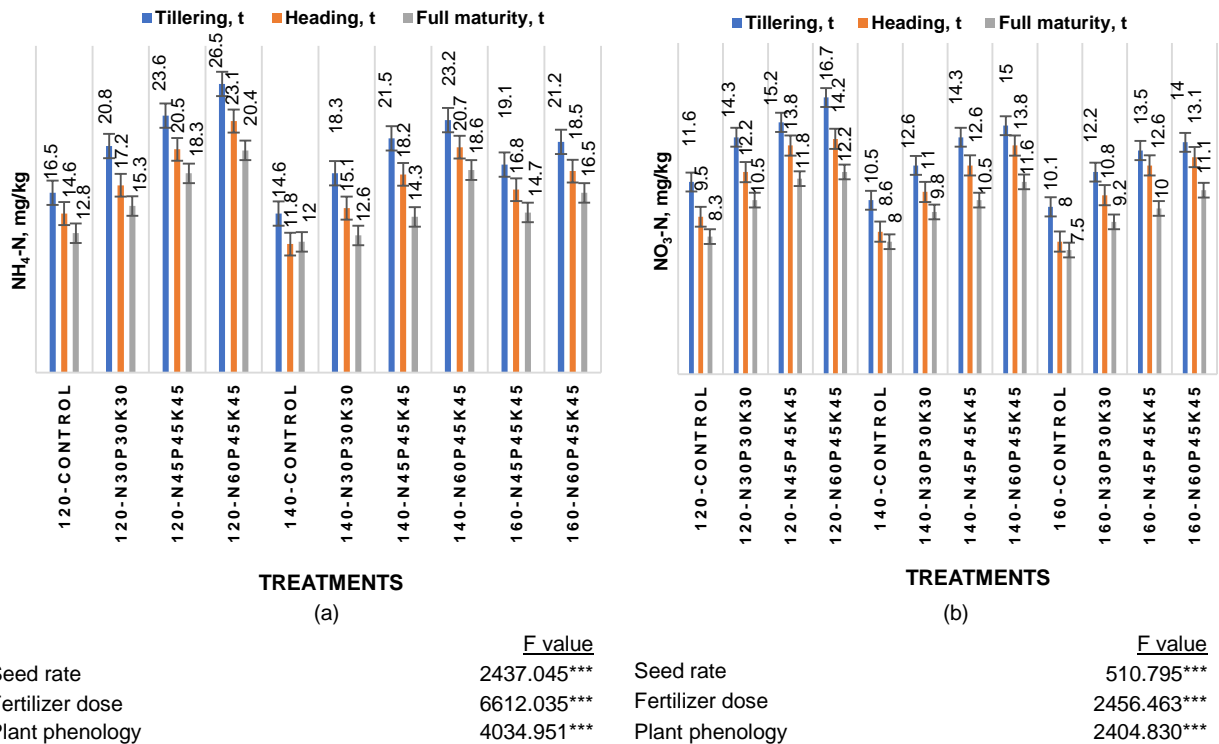 Tillering, t Heading, t Full maturity, t
NH4-N, mg/kg
16.5 14.6 12.8 20.8 17.2 15.3 23.6 20.5 18.3 26.5 23.1 20.4 14.6 11.8 12 18.3 15.1 12.6 21.5 18.2 14.3 23.2 20.7 18.6 19.1 16.8 14.7 21.2 18.5 16.5
120-CONTROL
120-N30P30K30
120-N45P45K45
120-N60P45K45
140-CONTROL
140-N30P30K30
140-N45P45K45
140-N60P45K45
160-N45P45K45
160-N60P45K45
TREATMENTS
(a)
Tillering, t Heading, t Full maturity, t
NO3-N, mg/kg
11.6 9.5 8.3 14.3 12.2 10.5 15.2 13.8 11.8 16.7 14.2 12.2 10.5 8.6 8 12.6 11.1 9.8 14.3 12.6 10.5 15 13.8 11.6 10.1 8 7.5 12.2 10.8 9.2 13.5 12.6 10 14 13.1 11.1
120-CONTROL
120-N30P30K30
120-N45P45K45
120-N60P45K45
140-CONTROL
140-N30P30K30
140-N45P45K45
140-N60P45K45
160-CONTROL
160-N30P30K30
160-N45P45K45
160-N60P45K45
TREATMENTS
(b)
F value
Seed rate 2437.045***
Fertilizer dose 6612.035***
Plant phenology 4034.951***
F value
Seed rate 510.795***
Fertilizer dose 2456.463***
Plant phenology 2404.830***